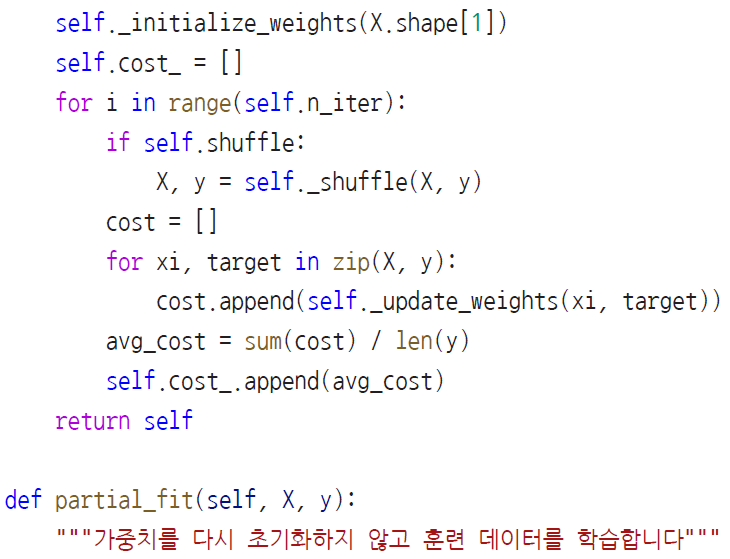 self._initialize_weights(X.shape[1])
    self.cost_ = []
    for i in range(self.n_iter):
        if self.shuffle:
            X, y = self._shuffle(X, y)
        cost = []
        for xi, target in zip(X, y):
            cost.append(self._update_weights(xi, target))
        avg_cost = sum(cost) / len(y)
        self.cost_.append(avg_cost)
    return self

def partial_fit(self, X, y):
    """가중치를 다시 초기화하지 않고 훈련 데이터를 학습합니다"""